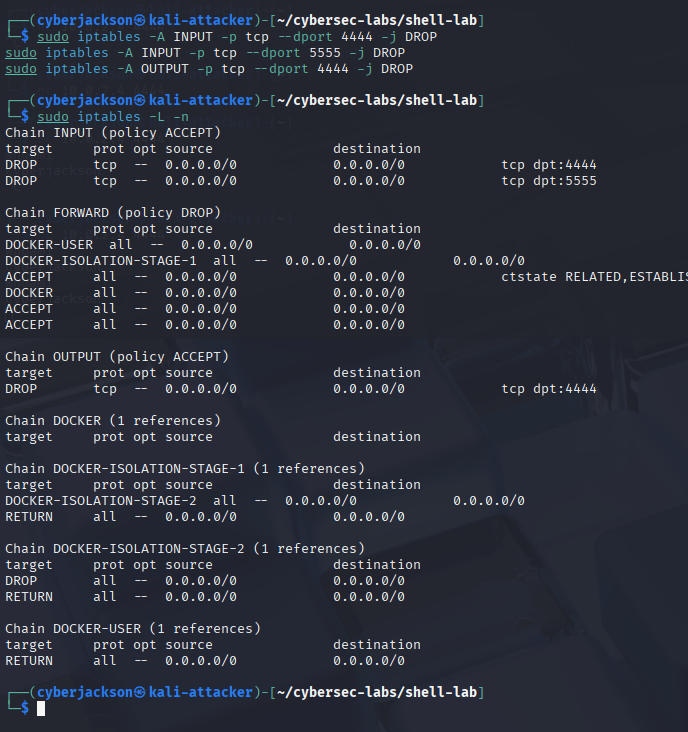 ┌──(cyberjackson㉿kali-attacker)-[~/cybersec-labs/shell-lab]
└─$ sudo iptables -A INPUT -p tcp --dport 4444 -j DROP
sudo iptables -A INPUT -p tcp --dport 5555 -j DROP
sudo iptables -A OUTPUT -p tcp --dport 4444 -j DROP
┌──(cyberjackson㉿kali-attacker)-[~/cybersec-labs/shell-lab]
└─$ sudo iptables -L -n
Chain INPUT (policy ACCEPT)
target     prot opt source               destination
DROP       tcp  --  0.0.0.0/0            0.0.0.0/0            tcp dpt:4444
DROP       tcp  --  0.0.0.0/0            0.0.0.0/0            tcp dpt:5555
Chain FORWARD (policy DROP)
target     prot opt source               destination
DOCKER-USER  all  --  0.0.0.0/0            0.0.0.0/0
DOCKER-ISOLATION-STAGE-1  all  --  0.0.0.0/0            0.0.0.0/0
ACCEPT     all  --  0.0.0.0/0            0.0.0.0/0            ctstate RELATED,ESTABLIS
DOCKER     all  --  0.0.0.0/0            0.0.0.0/0
ACCEPT     all  --  0.0.0.0/0            0.0.0.0/0
ACCEPT     all  --  0.0.0.0/0            0.0.0.0/0
Chain OUTPUT (policy ACCEPT)
target     prot opt source               destination
DROP       tcp  --  0.0.0.0/0            0.0.0.0/0            tcp dpt:4444
Chain DOCKER (1 references)
target     prot opt source               destination
Chain DOCKER-ISOLATION-STAGE-1 (1 references)
target     prot opt source               destination
DOCKER-ISOLATION-STAGE-2  all  --  0.0.0.0/0            0.0.0.0/0
RETURN     all  --  0.0.0.0/0            0.0.0.0/0
Chain DOCKER-ISOLATION-STAGE-2 (1 references)
target     prot opt source               destination
DROP       all  --  0.0.0.0/0            0.0.0.0/0
RETURN     all  --  0.0.0.0/0            0.0.0.0/0
Chain DOCKER-USER (1 references)
target     prot opt source               destination
RETURN     all  --  0.0.0.0/0            0.0.0.0/0
┌──(cyberjackson㉿kali-attacker)-[~/cybersec-labs/shell-lab]
└─$